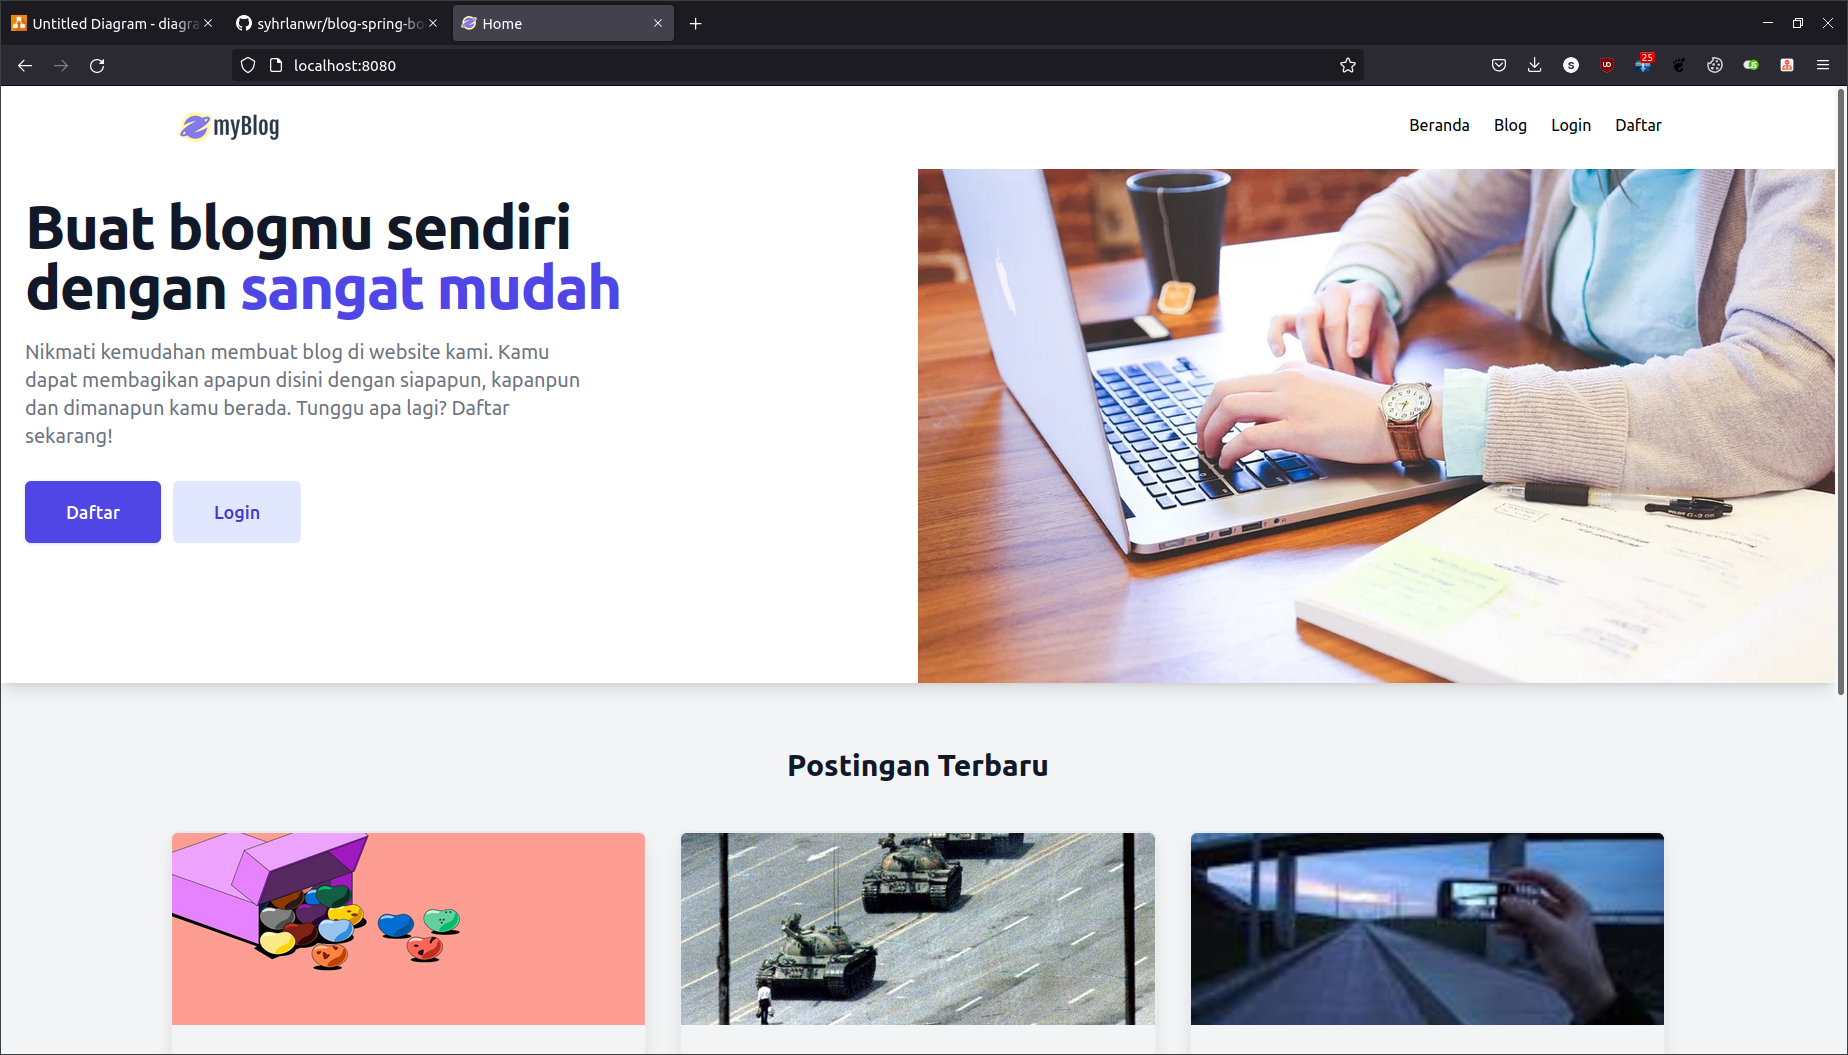 Untitled Diagram - diagra
syhrlanwr/blog-spring-bo
Home
localhost:8080
S
UD
25
JS
myBlog
Beranda
Blog
Login
Daftar
Buat blogmu sendiri
dengan sangat mudah
Nikmati kemudahan membuat blog di website kami. Kamu
dapat membagikan apapun disini dengan siapapun, kapanpun
dan dimanapun kamu berada. Tunggu apa lagi? Daftar
sekarang!
Daftar
Login
Postingan Terbaru